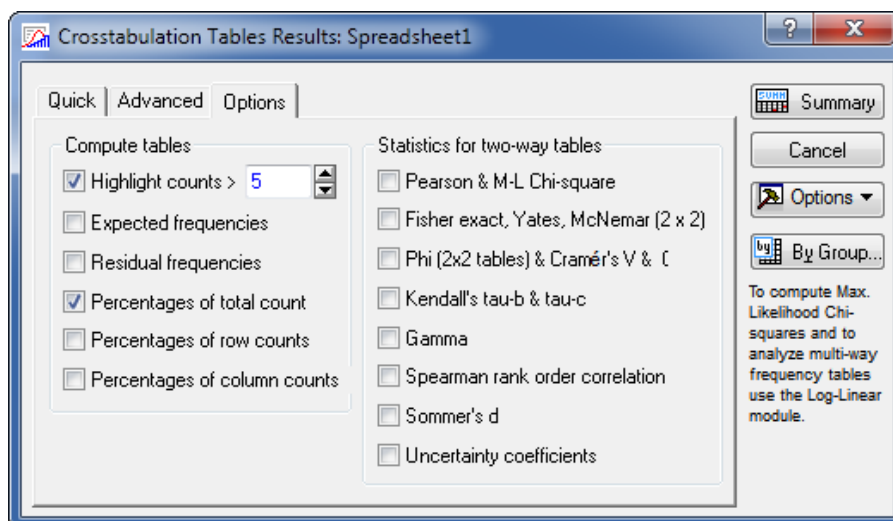 Crosstabulation Tables Results: Spreadsheet1
? X
Quick Advanced Options
Compute tables
Highlight counts > 5
Expected frequencies
Residual frequencies
Percentages of total count
Percentages of row counts
Percentages of column counts
Statistics for two-way tables
Pearson & M-L Chi-square
Fisher exact, Yates, McNemar (2 x 2)
Phi (2x2 tables) & Cramér's V & C
Kendall's tau-b & tau-c
Gamma
Spearman rank order correlation
Sommer's d
Uncertainty coefficients
SUMM Summary
Cancel
Options
by By Group...
To compute Max.
Likelihood Chi-
squares and to
analyze multi-way
frequency tables
use the Log-Linear
module.